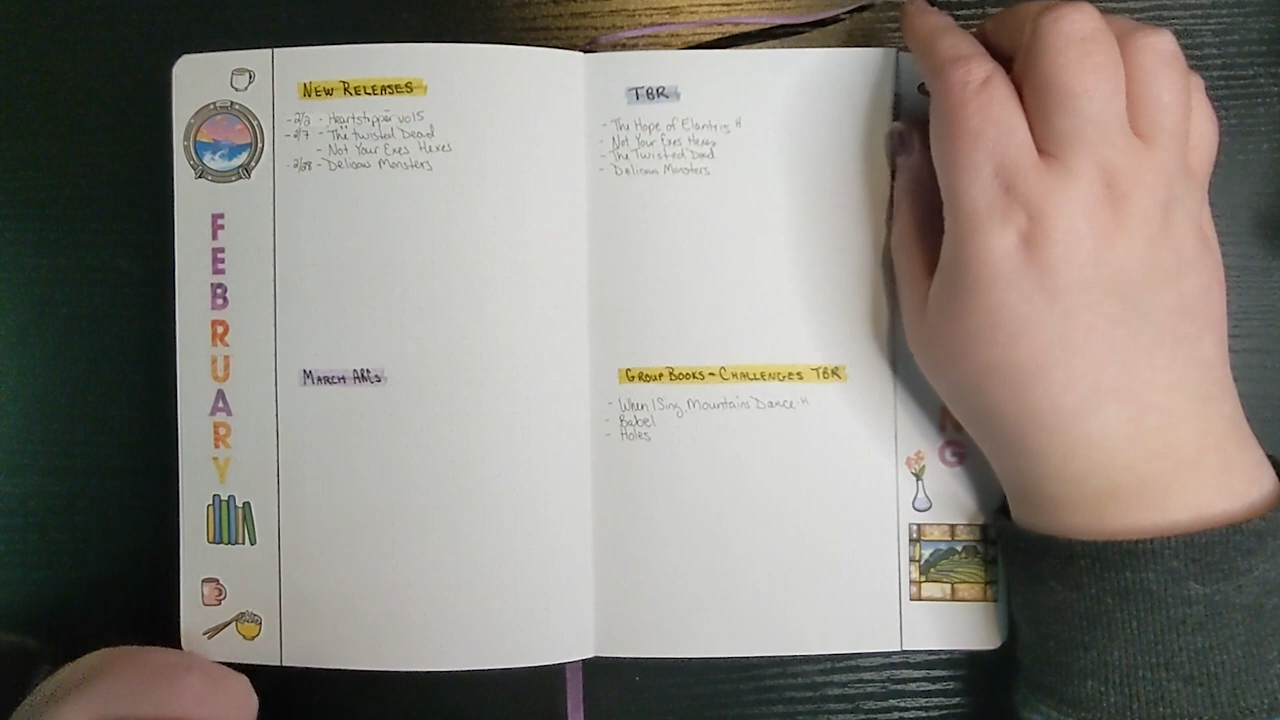 FEBRUARY
NEW RELEASES
- 2/2 - Heartstopper vol 5
- 2/7 - The Twisted Dead
- Not Your Exes Hexes
- 2/28 - Delicious Monsters
MARCH ARCs
TBR
- The Hope of Elantris H
- Not Your Exes Hexes
- The Twisted Dead
- Delicious Monsters
GROUP BOOKS - CHALLENGES TBR
- When I Sing, Mountains Dance - H
- Babel
- Holes
N
G